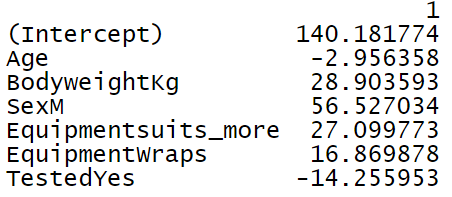 1
(Intercept) 140.181774
Age -2.956358
BodyweightKg 28.903593
SexM 56.527034
Equipmentsuits_more 27.099773
EquipmentWraps 16.869878
TestedYes -14.255953